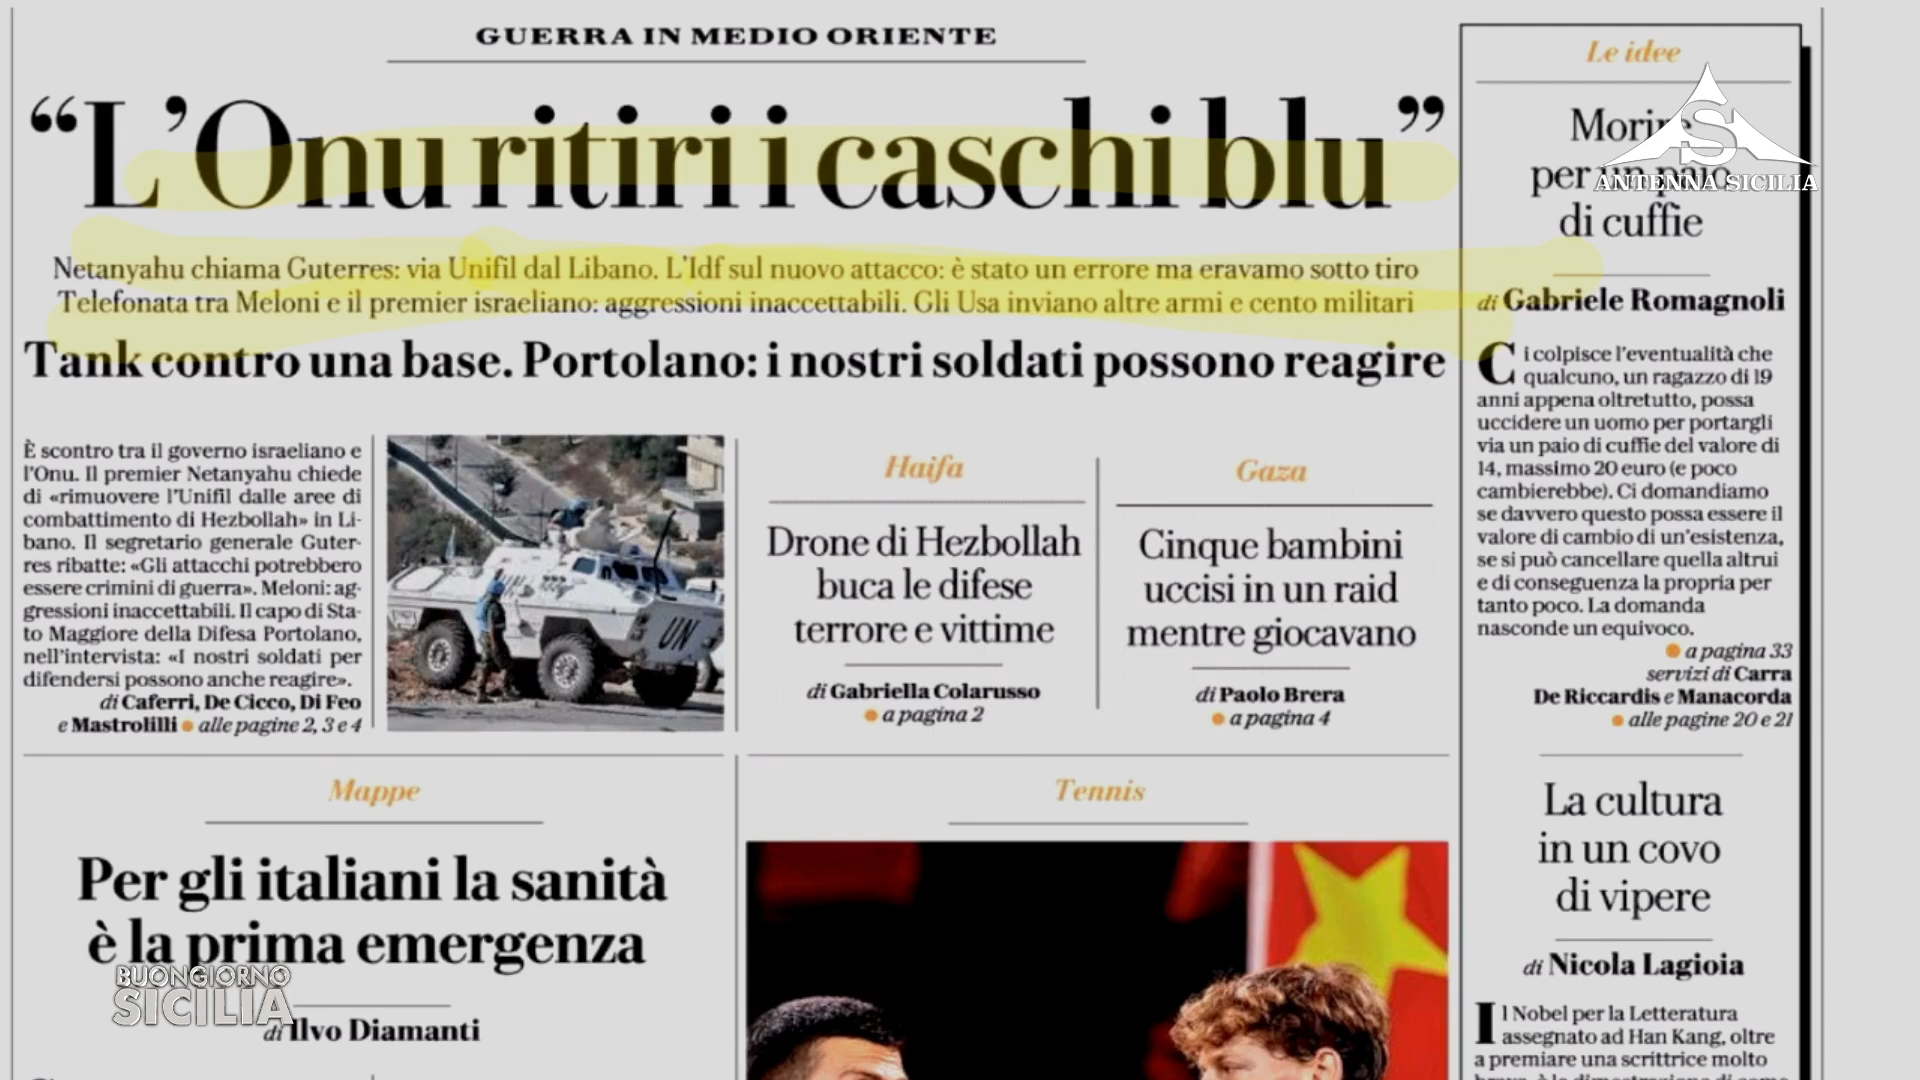 GUERRA IN MEDIO ORIENTE
“L’Onu ritiri i caschi blu”
Netanyahu chiama Guterres: via Unifil dal Libano. L’Idf sul nuovo attacco: è stato un errore ma eravamo sotto tiro
Telefonata tra Meloni e il premier israeliano: aggressioni inaccettabili. Gli Usa inviano altre armi e cento militari
Tank contro una base. Portolano: i nostri soldati possono reagire
È scontro tra il governo israeliano e
l’Onu. Il premier Netanyahu chiede
di «rimuovere l’Unifil dalle aree di
combattimento di Hezbollah» in Li-
bano. Il segretario generale Guter-
res ribatte: «Gli attacchi potrebbero
essere crimini di guerra». Meloni: ag-
gressioni inaccettabili. Il capo di Sta-
to Maggiore della Difesa Portolano,
nell’intervista: «I nostri soldati per
difendersi possono anche reagire».
di Caferri, De Cicco, Di Feo
e Mastrolilli ● alle pagine 2, 3 e 4
UN
Haifa
Drone di Hezbollah
buca le difese
terrore e vittime
di Gabriella Colarusso
● a pagina 2
Gaza
Cinque bambini
uccisi in un raid
mentre giocavano
di Paolo Brera
● a pagina 4
Mappe
Per gli italiani la sanità
è la prima emergenza
di Ilvo Diamanti
Tennis
Le idee
Morire
per un paio
di cuffie
di Gabriele Romagnoli
Ci colpisce l’eventualità che
qualcuno, un ragazzo di 19
anni appena oltretutto, possa
uccidere un uomo per portargli
via un paio di cuffie del valore di
14, massimo 20 euro (e poco
cambierebbe). Ci domandiamo
se davvero questo possa essere il
valore di cambio di un’esistenza,
se si può cancellare quella altrui
e di conseguenza la propria per
tanto poco. La domanda
nasconde un equivoco.
● a pagina 33
servizi di Carra
De Riccardis e Manacorda
● alle pagine 20 e 21
La cultura
in un covo
di vipere
di Nicola Lagioia
Il Nobel per la Letteratura
assegnato ad Han Kang, oltre
a premiare una scrittrice molto
ANTENNA SICILIA
BUONGIORNO
SICILIA